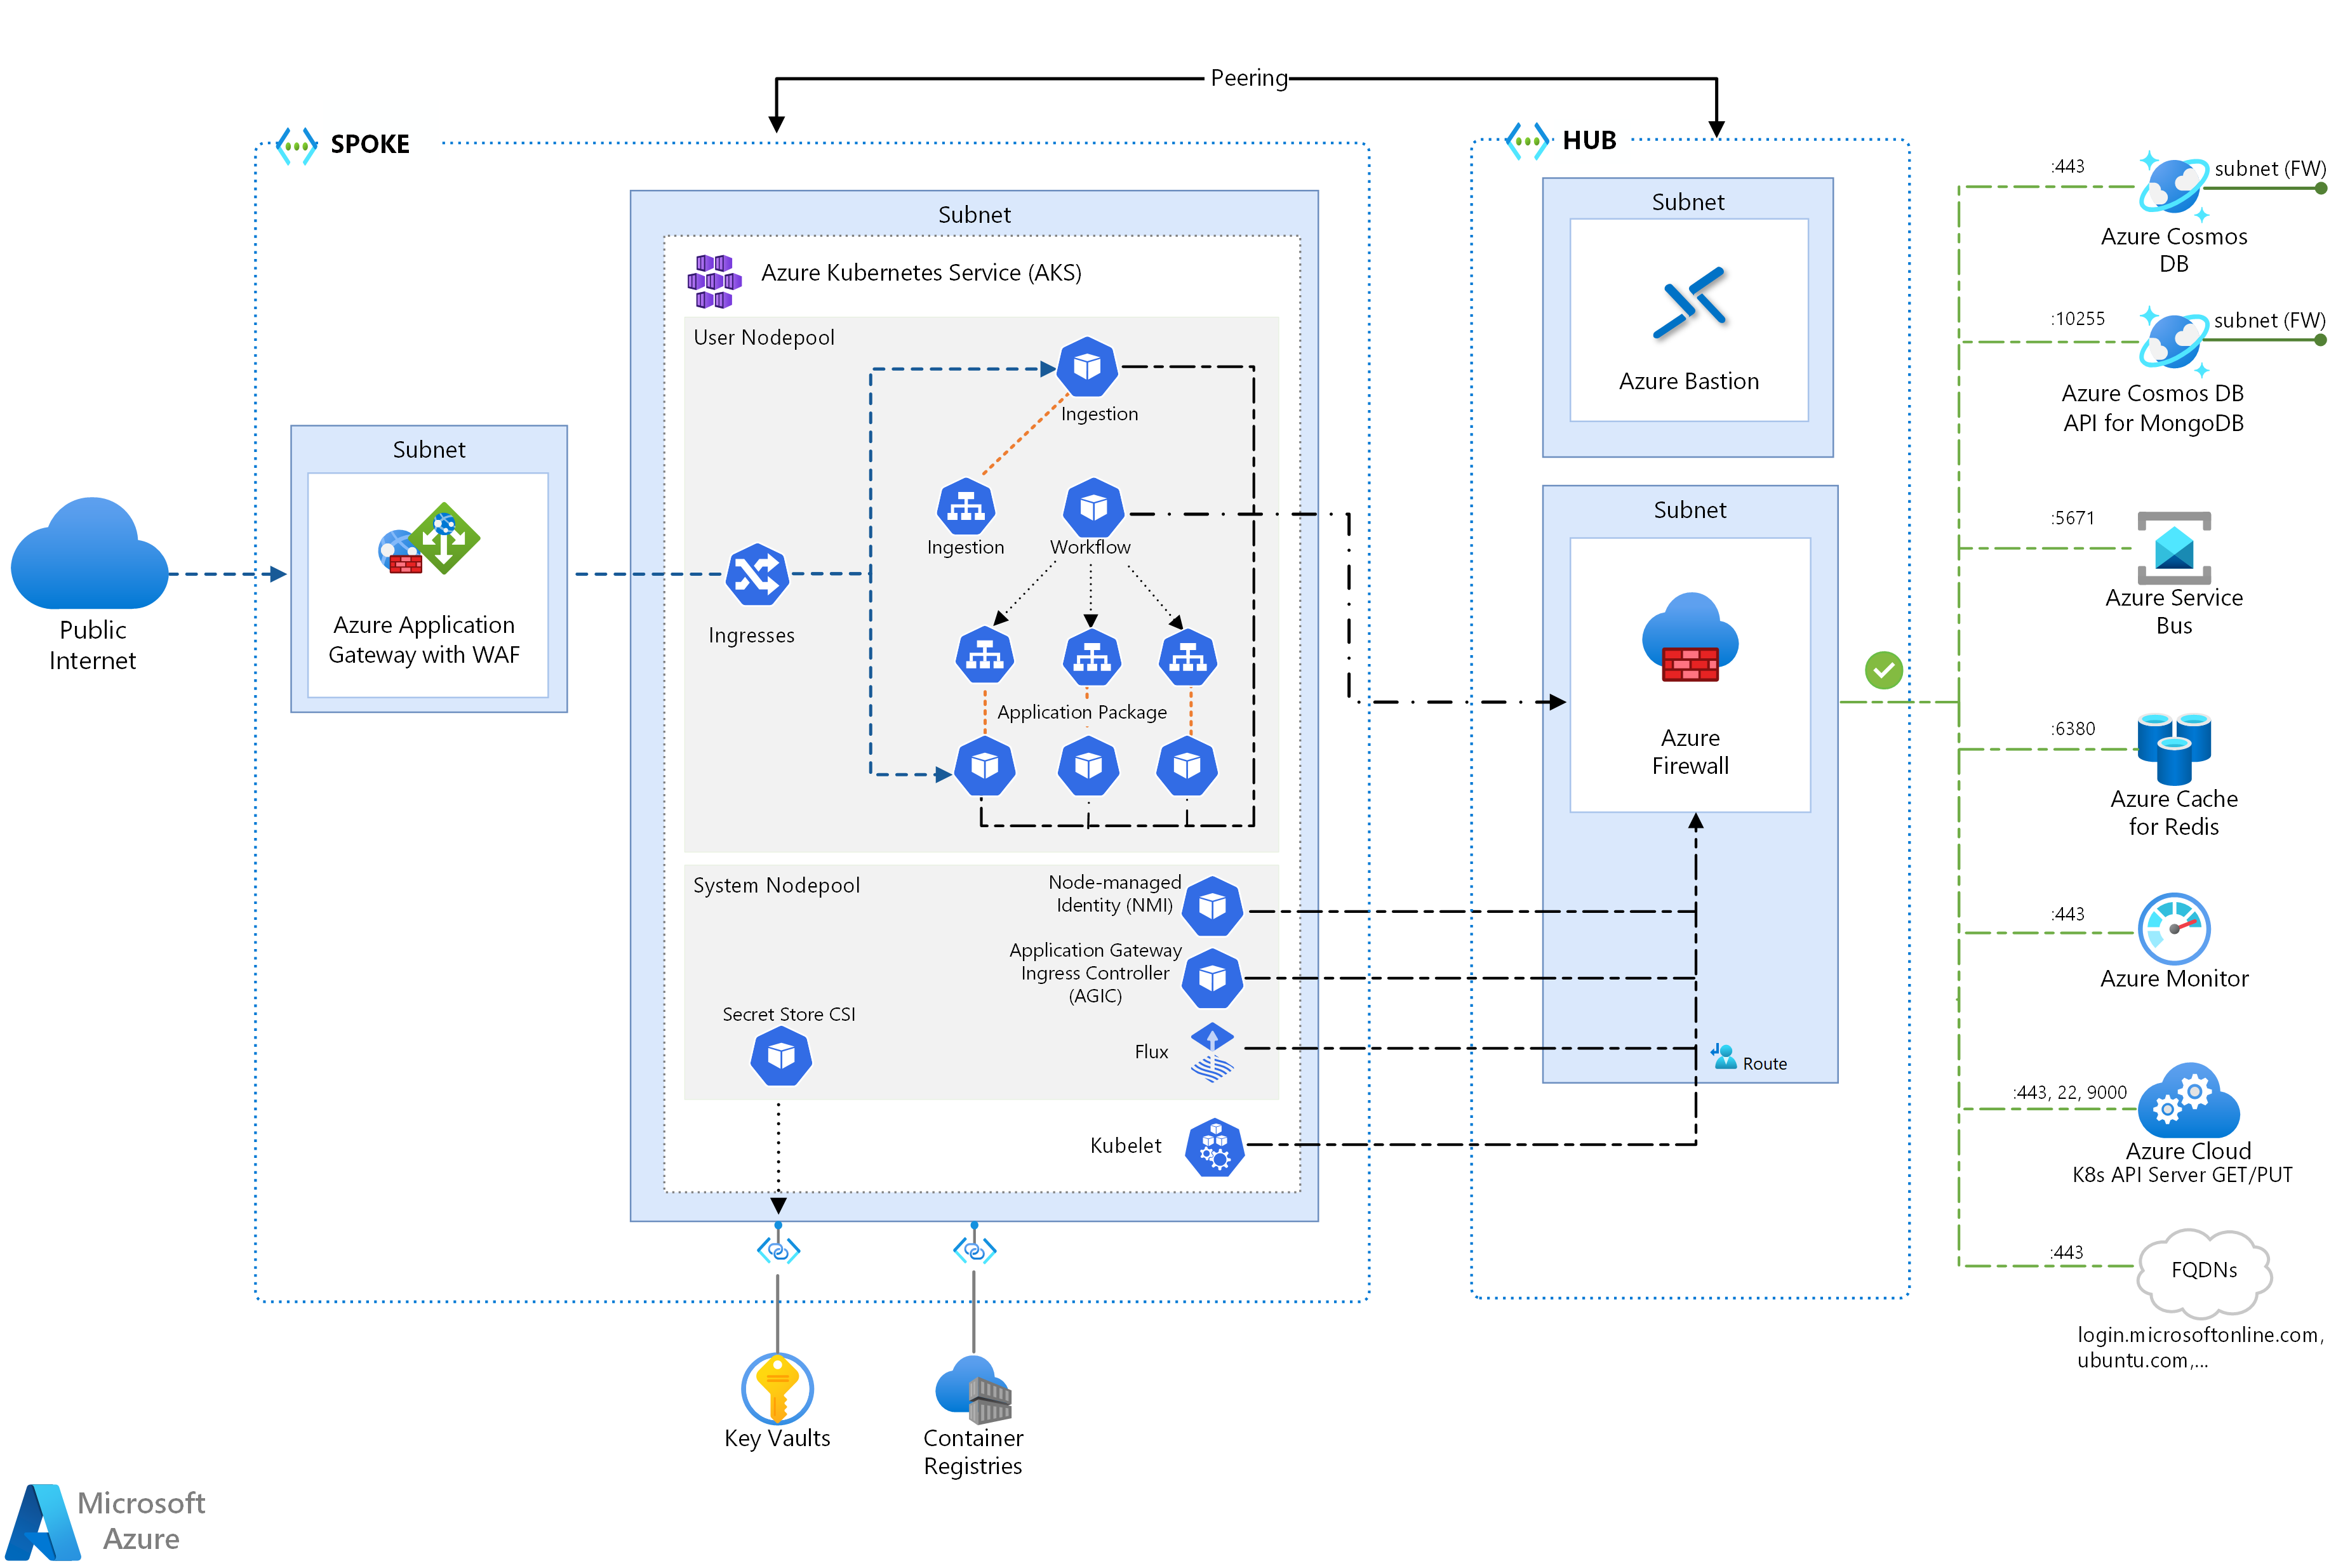 Peering
SPOKE
HUB
Subnet
Azure Kubernetes Service (AKS)
User Nodepool
Ingestion
Ingestion
Workflow
Ingresses
Application Package
System Nodepool
Node-managed
Identity (NMI)
Application Gateway
Ingress Controller
(AGIC)
Secret Store CSI
Flux
Kubelet
Subnet
Azure Application
Gateway with WAF
Public
Internet
Key Vaults
Container
Registries
Subnet
Azure Bastion
Subnet
Azure
Firewall
Route
:443
subnet (FW)
Azure Cosmos
DB
:10255
subnet (FW)
Azure Cosmos DB
API for MongoDB
:5671
Azure Service
Bus
:6380
Azure Cache
for Redis
:443
Azure Monitor
:443, 22, 9000
Azure Cloud
K8s API Server GET/PUT
:443
FQDNs
login.microsoftonline.com,
ubuntu.com,...
Microsoft
Azure